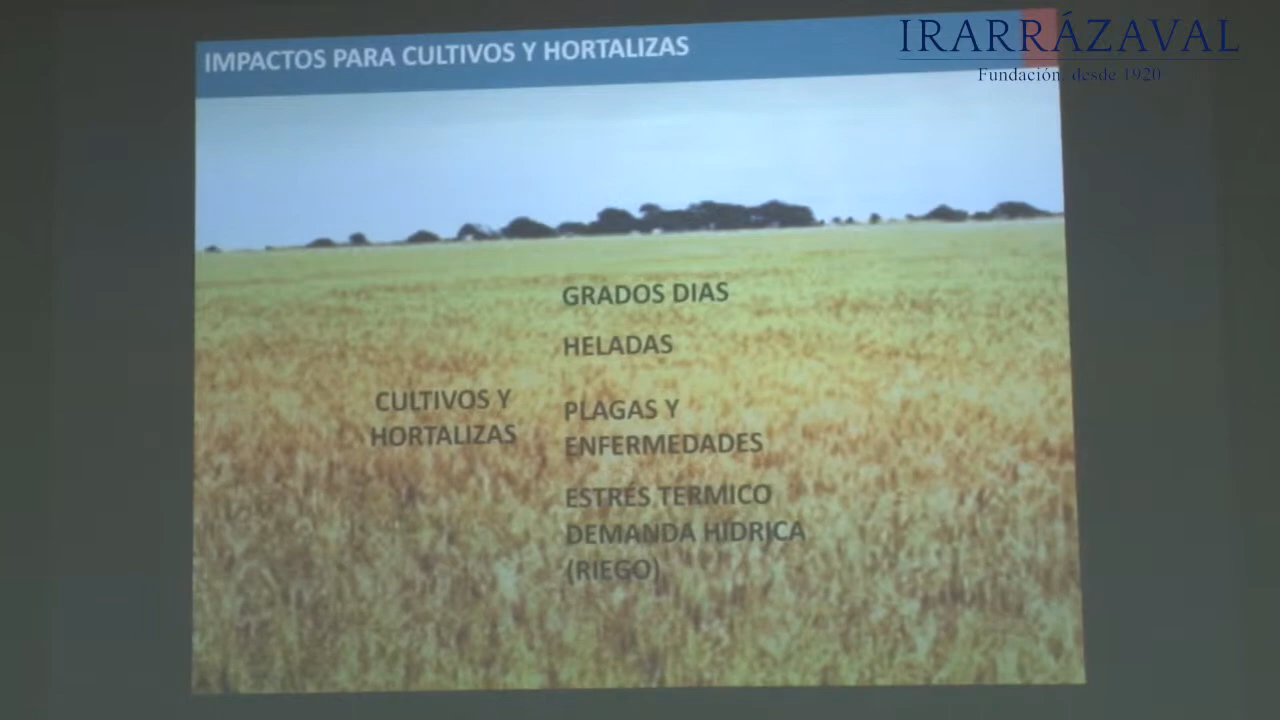 IMPACTOS PARA CULTIVOS Y HORTALIZAS
IRARRÁZAVAL
Fundación, desde 1920
GRADOS DIAS
HELADAS
CULTIVOS Y
HORTALIZAS
PLAGAS Y
ENFERMEDADES
ESTRÉS TERMICO
DEMANDA HIDRICA
(RIEGO)